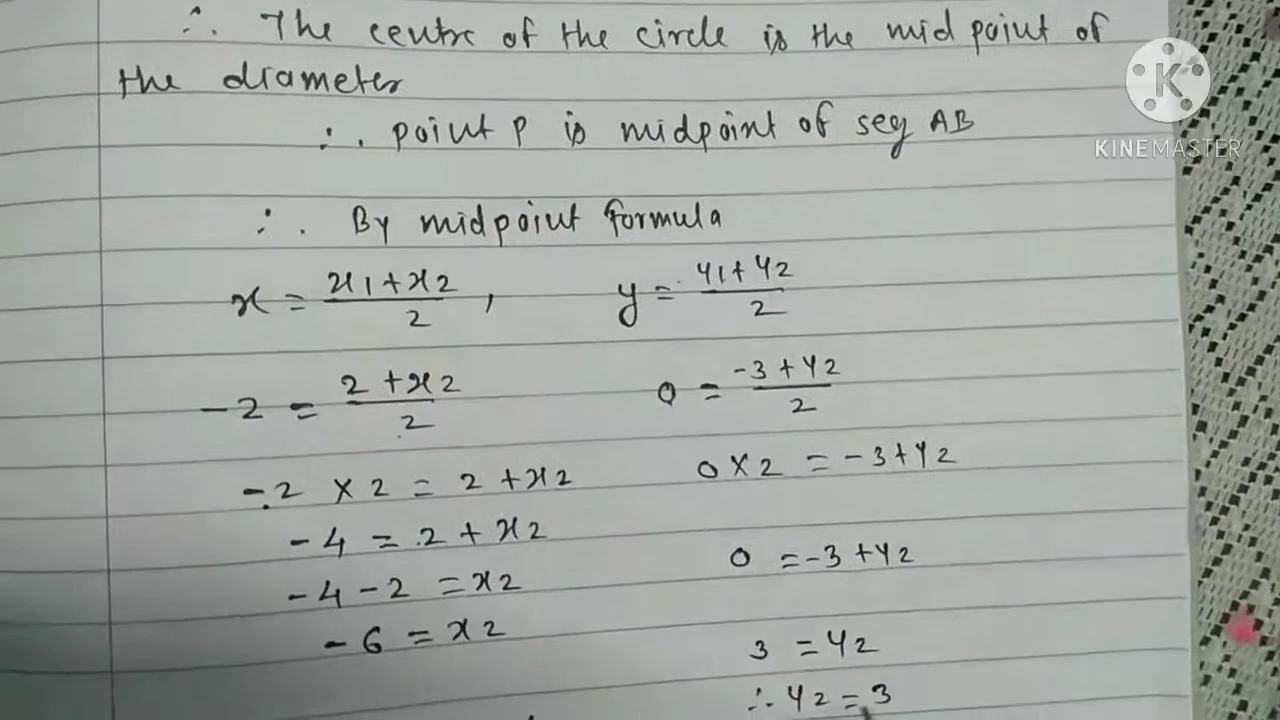 ∴ The centre of the circle is the mid point of
the diameter
∴ point P is midpoint of seg AB
K
KINEMASTER
∴ By midpoint formula
x = x1 + x2 / 2 , y = y1 + y2 / 2
-2 = 2 + x2 / 2 0 = -3 + y2 / 2
-2 × 2 = 2 + x2 0 × 2 = -3 + y2
-4 = 2 + x2 0 = -3 + y2
-4 - 2 = x2
-6 = x2 3 = y2
∴ y2 = 3